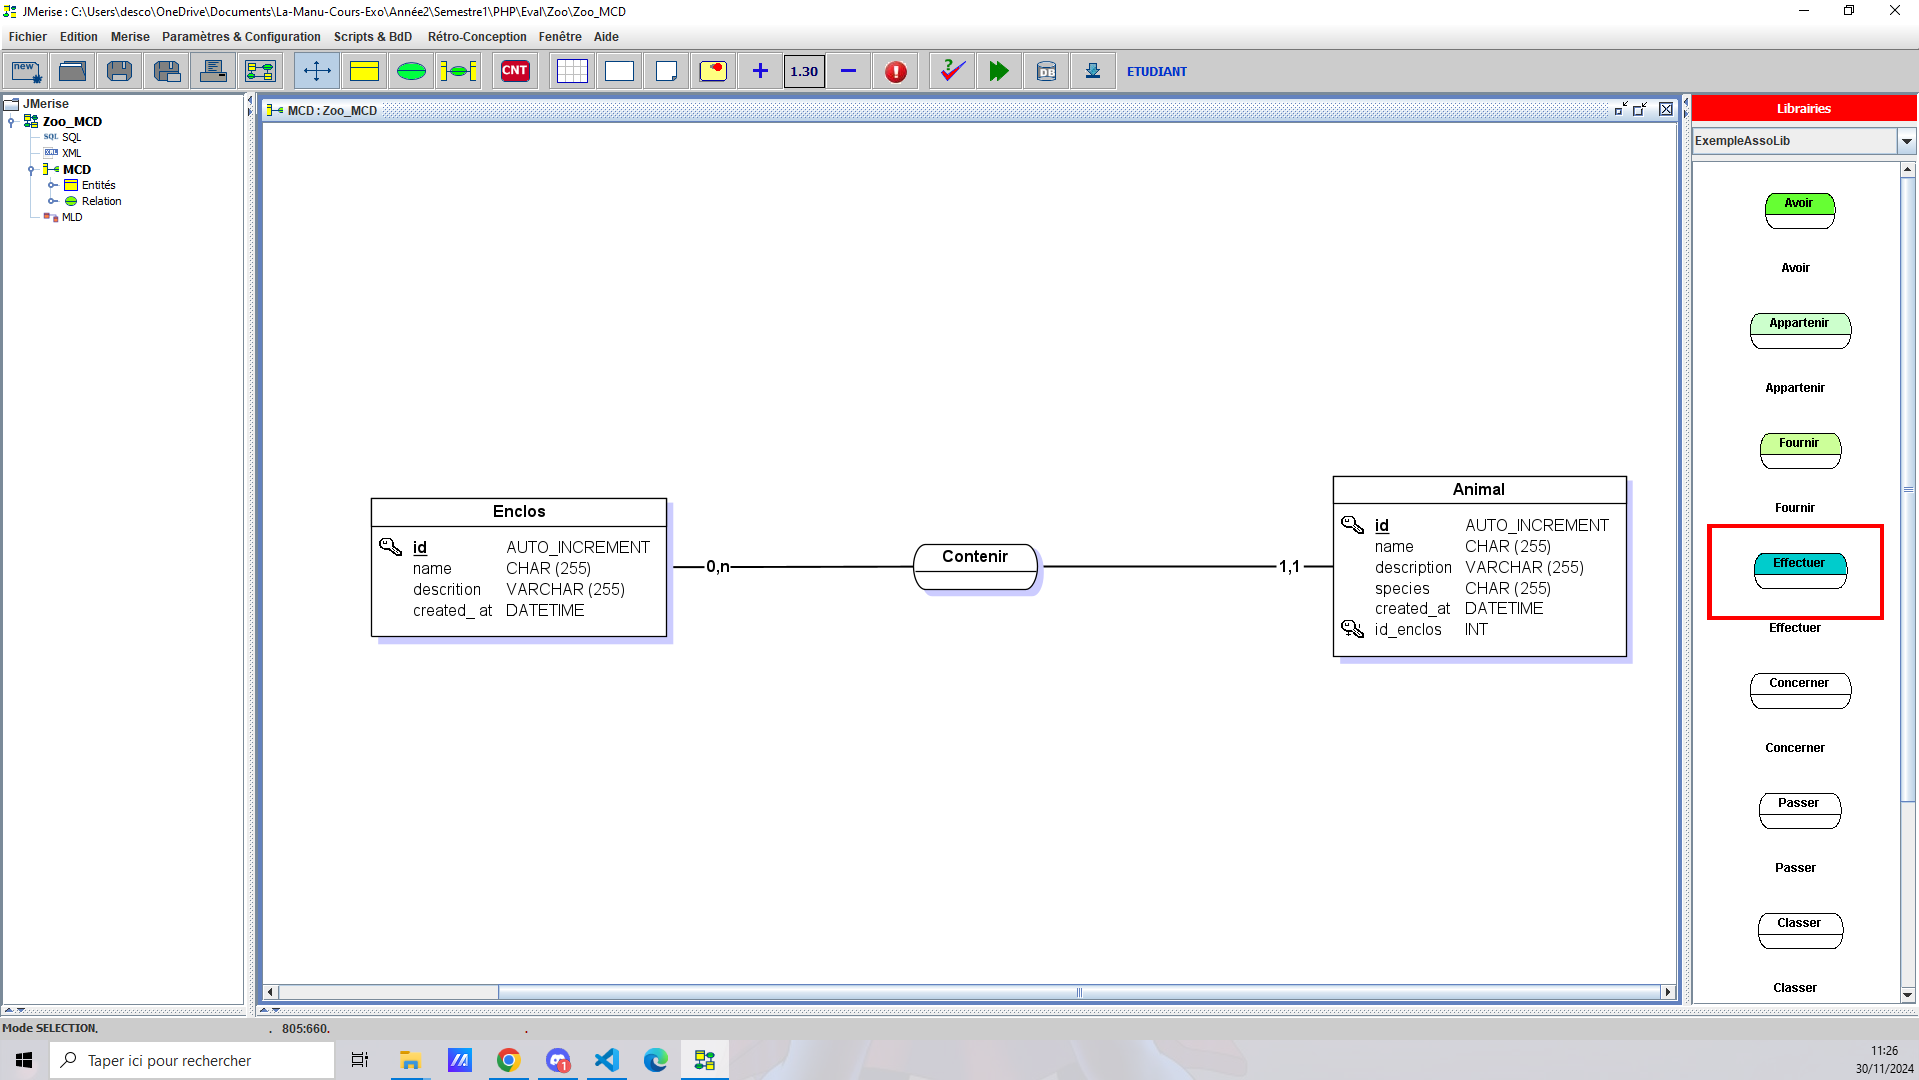 JMerise : C:\Users\desco\OneDrive\Documents\La-Manu-Cours-Exo\Année2\Semestre1\PHP\Eval\Zoo\Zoo_MCD
Fichier Edition Merise Paramètres & Configuration Scripts & BdD Rétro-Conception Fenêtre Aide
new CNT 1.30 ? DB ETUDIANT
JMerise
Zoo_MCD
SQL SQL
XML
MCD
Entités
Relation
MLD
MCD : Zoo_MCD
Enclos
id AUTO_INCREMENT
name CHAR (255)
descrition VARCHAR (255)
created_ at DATETIME
0,n
Contenir
1,1
Animal
id AUTO_INCREMENT
name CHAR (255)
description VARCHAR (255)
species CHAR (255)
created_at DATETIME
id_enclos INT
Librairies
ExempleAssoLib
Avoir
Avoir
Appartenir
Appartenir
Fournir
Fournir
Effectuer
Effectuer
Concerner
Concerner
Passer
Passer
Classer
Classer
Mode SELECTION.
. 805:660. .
Taper ici pour rechercher
1
11:26
30/11/2024